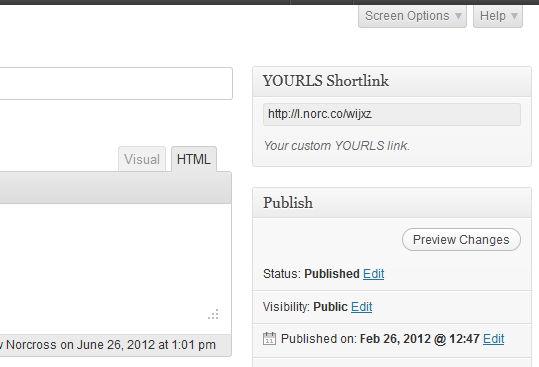 Screen Options Help
YOURLS Shortlink
http://l.norc.co/wijxz
Your custom YOURLS link.
Visual HTML
Publish
Preview Changes
Status: Published Edit
Visibility: Public Edit
11 Published on: Feb 26, 2012 @ 12:47 Edit
w Norcross on June 26, 2012 at 1:01 pm